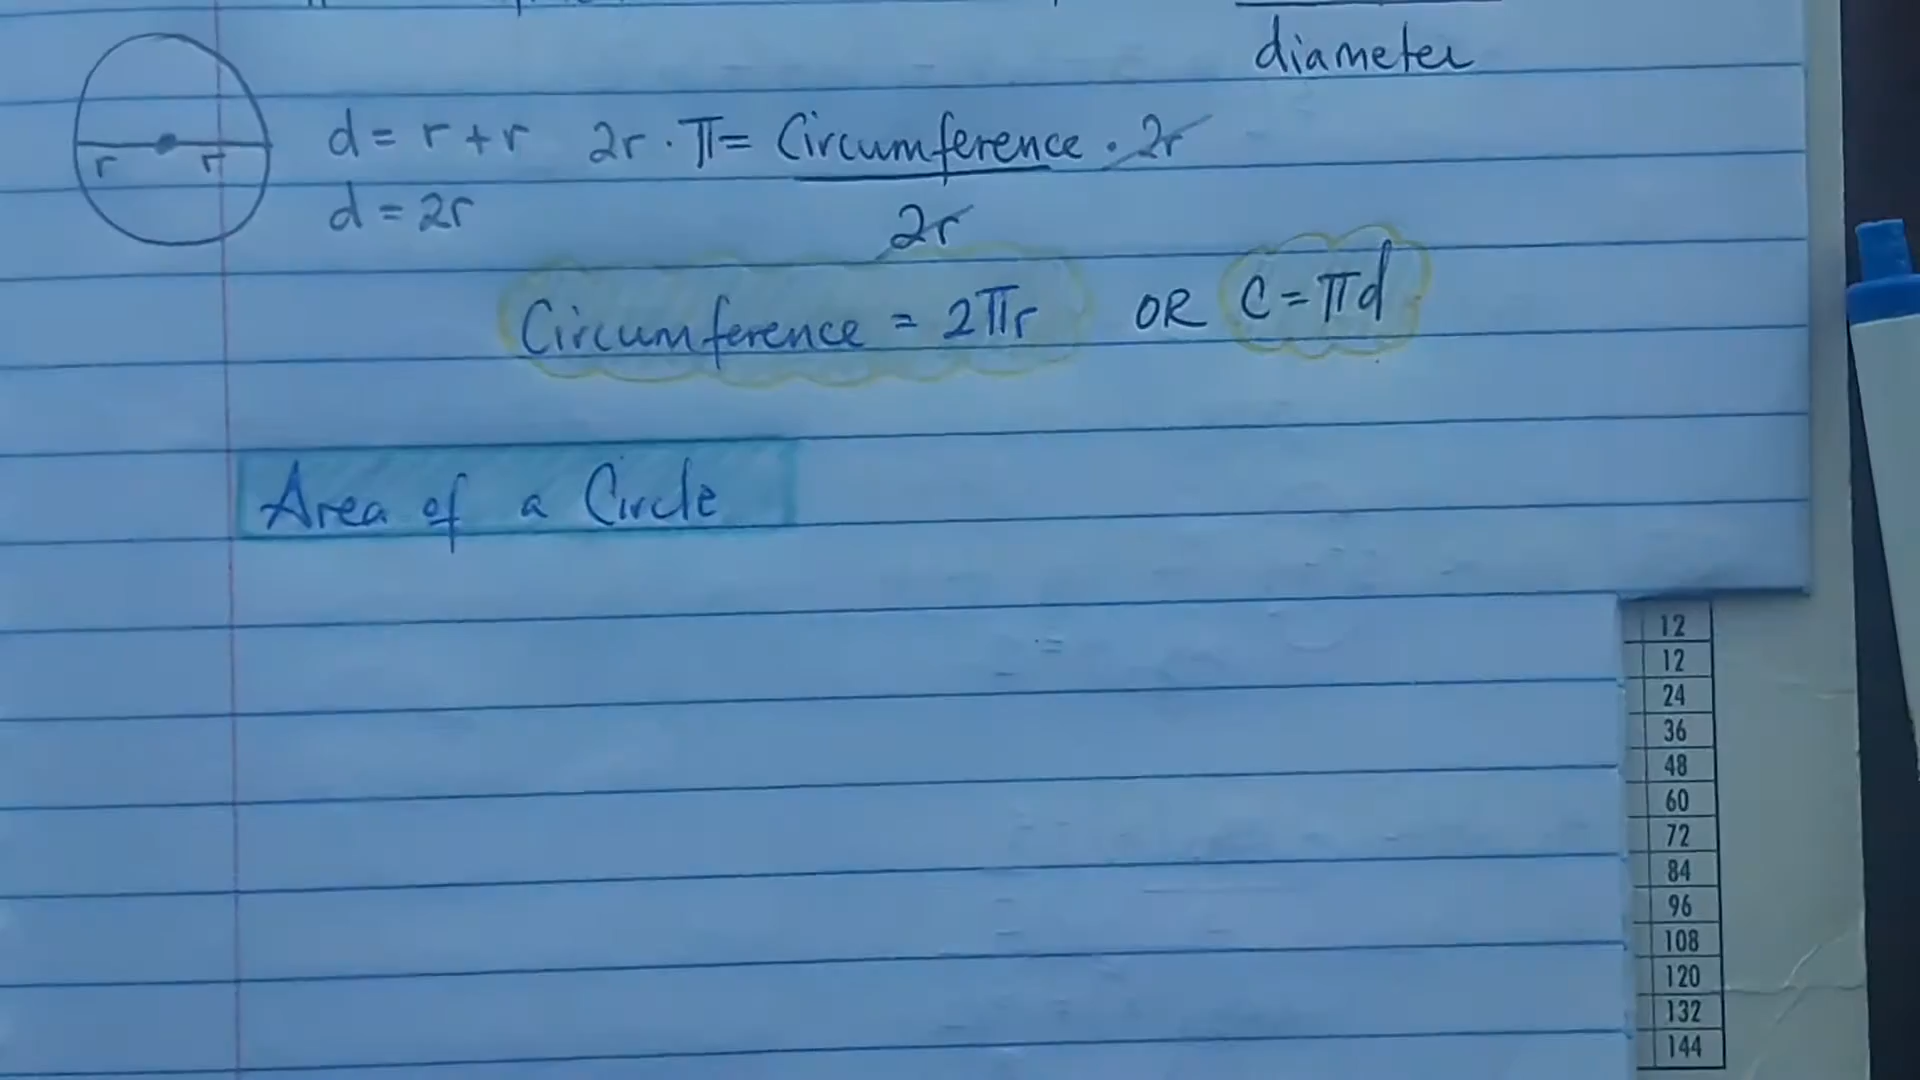 diameter
d = r + r 2r · π = Circumference · 2r
r r
d = 2r 2r
Circumference = 2πr OR C = πd
Area of a Circle
12
12
24
36
48
60
72
84
96
108
120
132
144